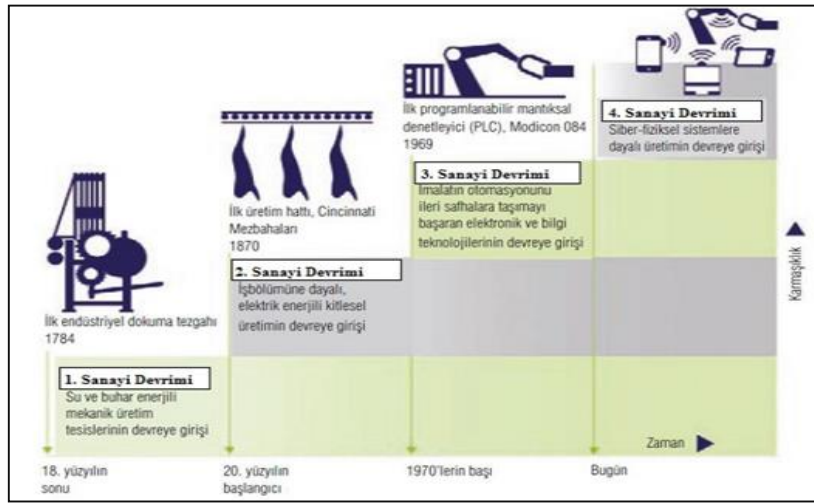 4. Sanayi Devrimi
Siber-fiziksel sistemlere
dayalı üretimin devreye girişi
İlk programlanabilir mantıksal
denetleyici (PLC), Modicon 084
1969
3. Sanayi Devrimi
İmalatın otomasyonunu
ileri safhalara taşımayı
başaran elektronik ve bilgi
teknolojilerinin devreye girişi
İlk üretim hattı, Cincinnati
Mezbahaları
1870
2. Sanayi Devrimi
İşbölümüne dayalı,
elektrik enerjili kitlesel
üretimin devreye girişi
İlk endüstriyel dokuma tezgahı
1784
1. Sanayi Devrimi
Su ve buhar enerjili
mekanik üretim
tesislerinin devreye girişi
Karmaşıklık
Zaman
18. yüzyılın
sonu
20. yüzyılın
başlangıcı
1970'lerin başı
Bugün